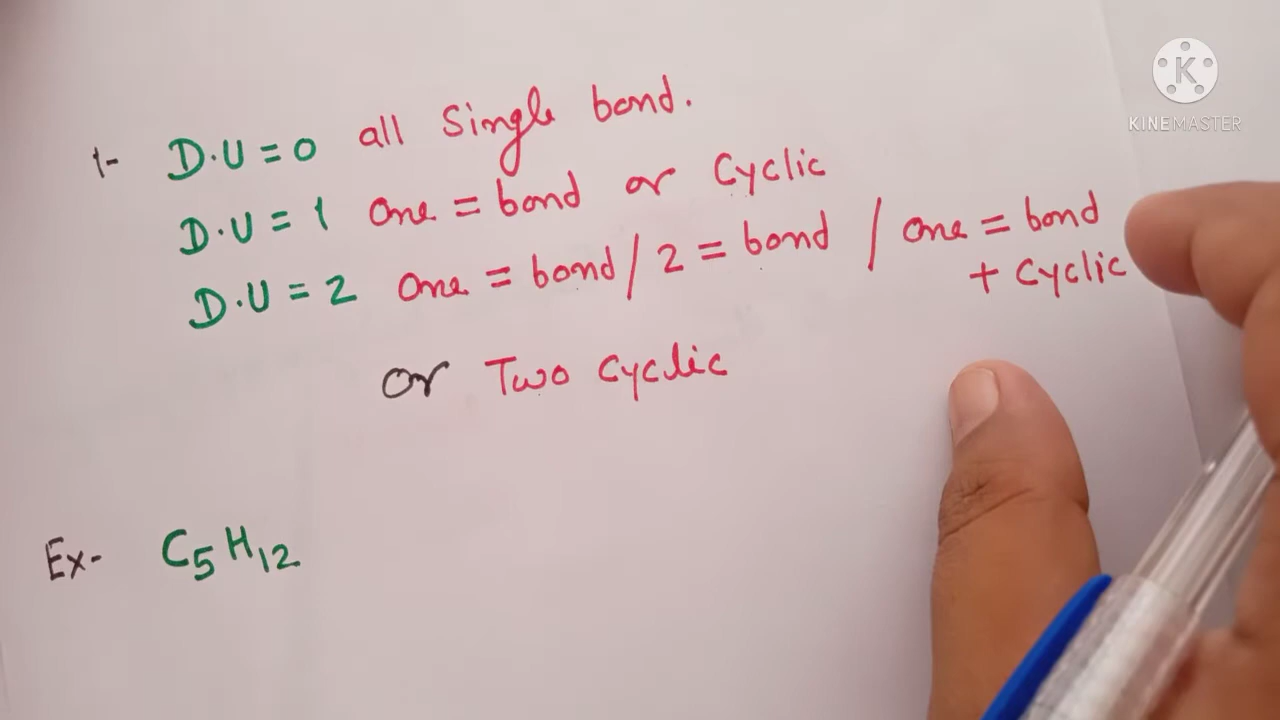 1- D.U = 0 all Single bond.
D.U = 1 One = bond or Cyclic
D.U = 2 One = bond / 2 = bond / One = bond
+ Cyclic
or Two Cyclic
Ex- C5H12
KINEMASTER